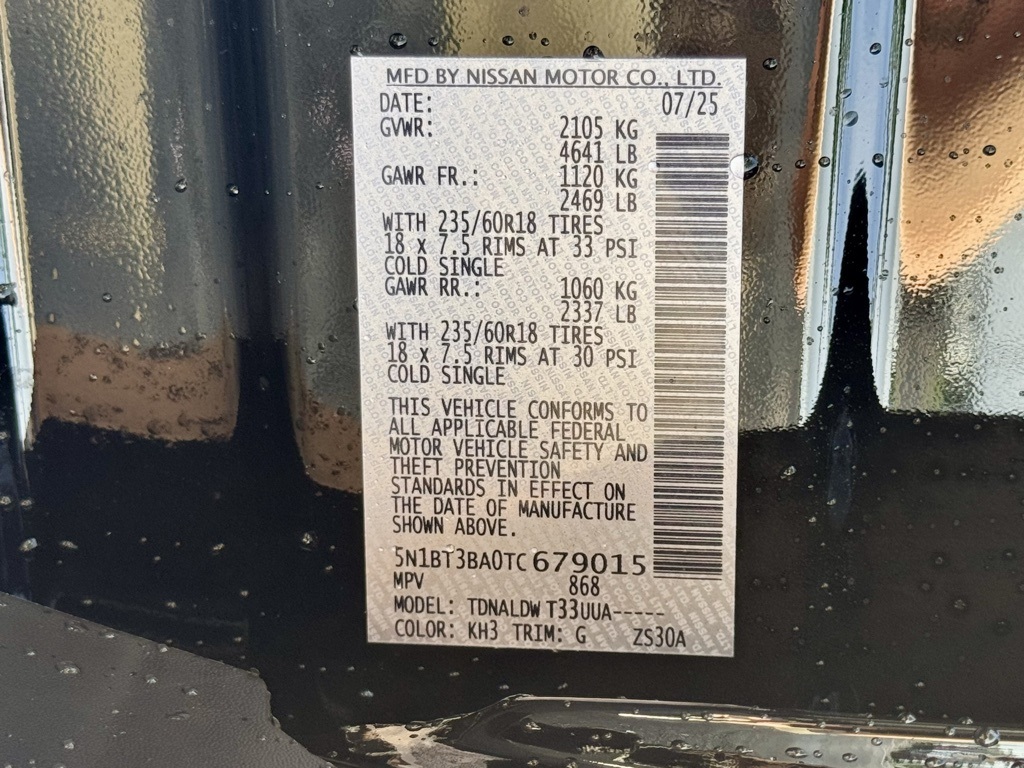 MFD BY NISSAN MOTOR CO., LTD.
DATE: 07/25
GVWR: 2105 KG
4641 LB
GAWR FR.: 1120 KG
2469 LB
WITH 235/60R18 TIRES
18 x 7.5 RIMS AT 33 PSI
COLD SINGLE
GAWR RR.: 1060 KG
2337 LB
WITH 235/60R18 TIRES
18 x 7.5 RIMS AT 30 PSI
COLD SINGLE
THIS VEHICLE CONFORMS TO
ALL APPLICABLE FEDERAL
MOTOR VEHICLE SAFETY AND
THEFT PREVENTION
STANDARDS IN EFFECT ON
THE DATE OF MANUFACTURE
SHOWN ABOVE.
5N1BT3BA0TC679015
MPV 868
MODEL: TDNALDW T33UUA-----
COLOR: KH3 TRIM: G ZS30A